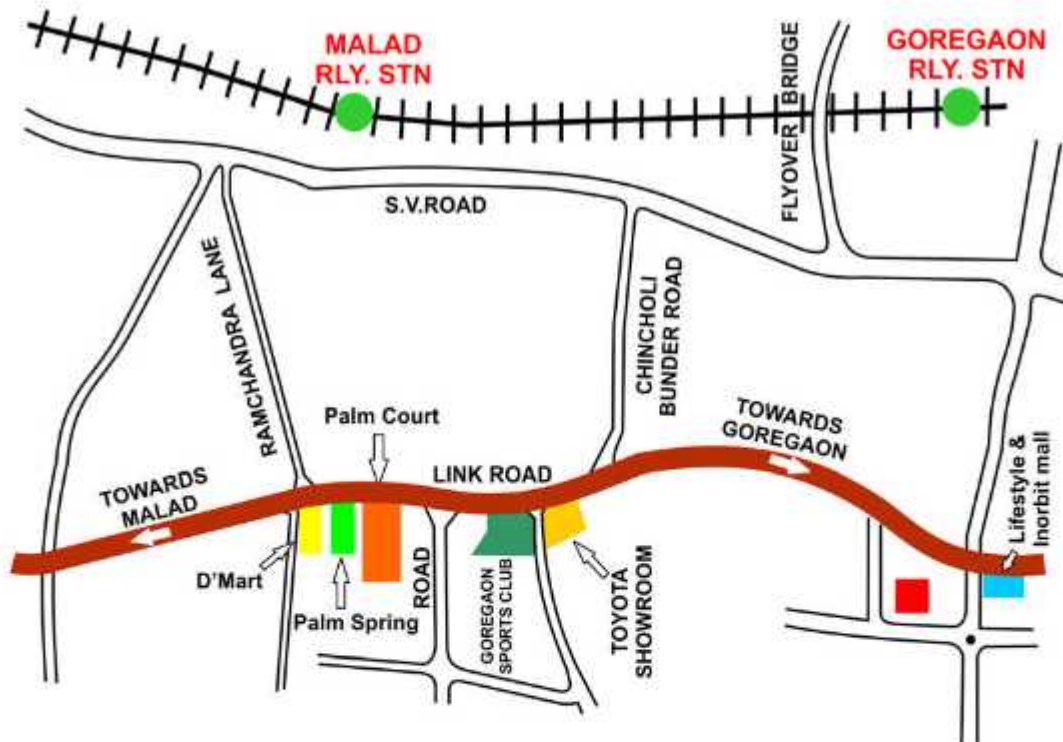 MALAD
RLY. STN
GOREGAON
RLY. STN
FLYOVER BRIDGE
S.V.ROAD
RAMCHANDRA LANE
CHINCHOLI
BUNDER ROAD
Palm Court
LINK ROAD
TOWARDS
GOREGAON
TOWARDS
MALAD
Lifestyle &
Inorbit mall
D'Mart
Palm Spring
ROAD
GOREGAON
SPORTS CLUB
TOYOTA
SHOWROOM